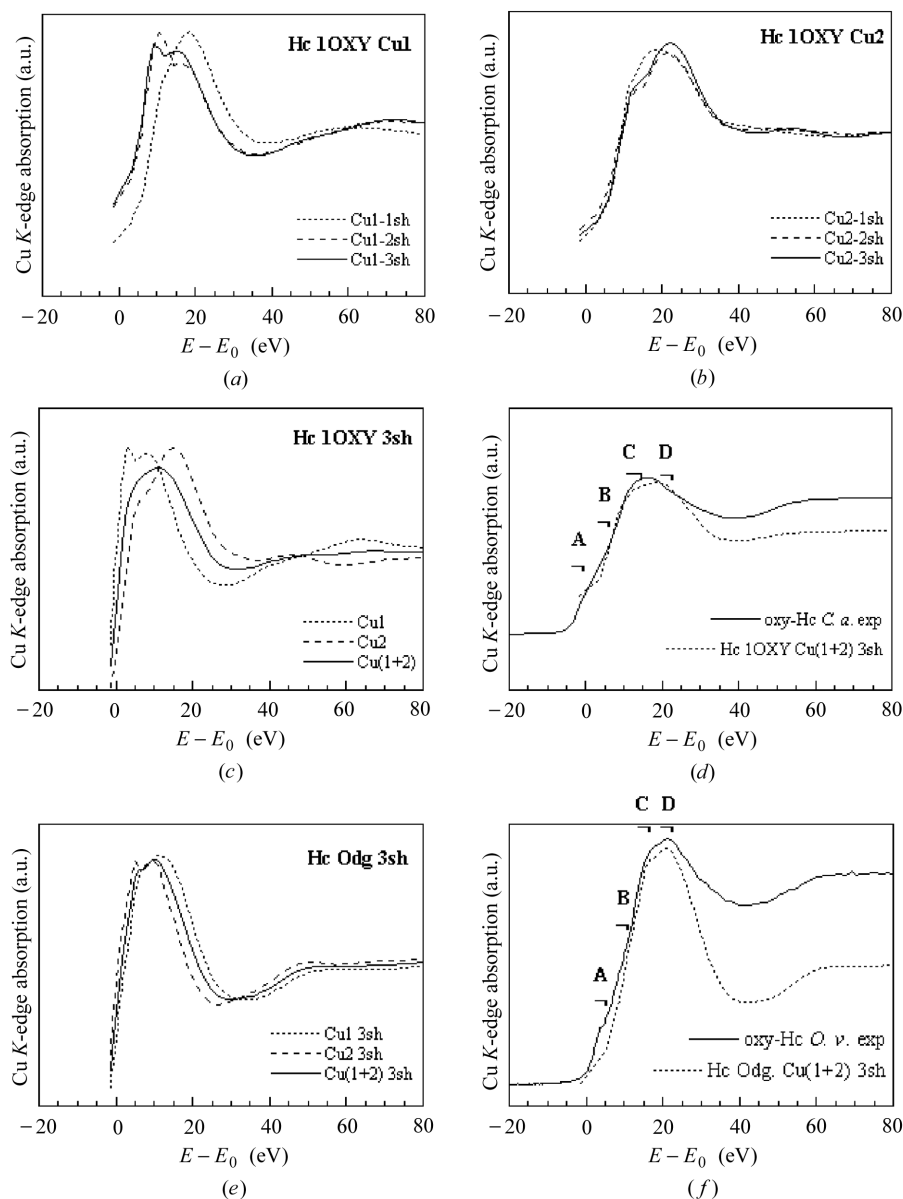 Hc 1OXY Cu1
Cu K-edge absorption (a.u.)
Cu1-1sh
Cu1-2sh
Cu1-3sh
−20 0 20 40 60 80
E − E0 (eV)
(a)
Hc 1OXY Cu2
Cu K-edge absorption (a.u.)
Cu2-1sh
Cu2-2sh
Cu2-3sh
−20 0 20 40 60 80
E − E0 (eV)
(b)
Hc 1OXY 3sh
Cu K-edge absorption (a.u.)
Cu1
Cu2
Cu(1+2)
−20 0 20 40 60 80
E − E0 (eV)
(c)
C D
B
A
Cu K-edge absorption (a.u.)
oxy-Hc C. a. exp
Hc 1OXY Cu(1+2) 3sh
−20 0 20 40 60 80
E − E0 (eV)
(d)
Hc Odg 3sh
Cu K-edge absorption (a.u.)
Cu1 3sh
Cu2 3sh
Cu(1+2) 3sh
−20 0 20 40 60 80
E − E0 (eV)
(e)
C D
B
A
Cu K-edge absorption (a.u.)
oxy-Hc O. v. exp
Hc Odg. Cu(1+2) 3sh
−20 0 20 40 60 80
E − E0 (eV)
(f)